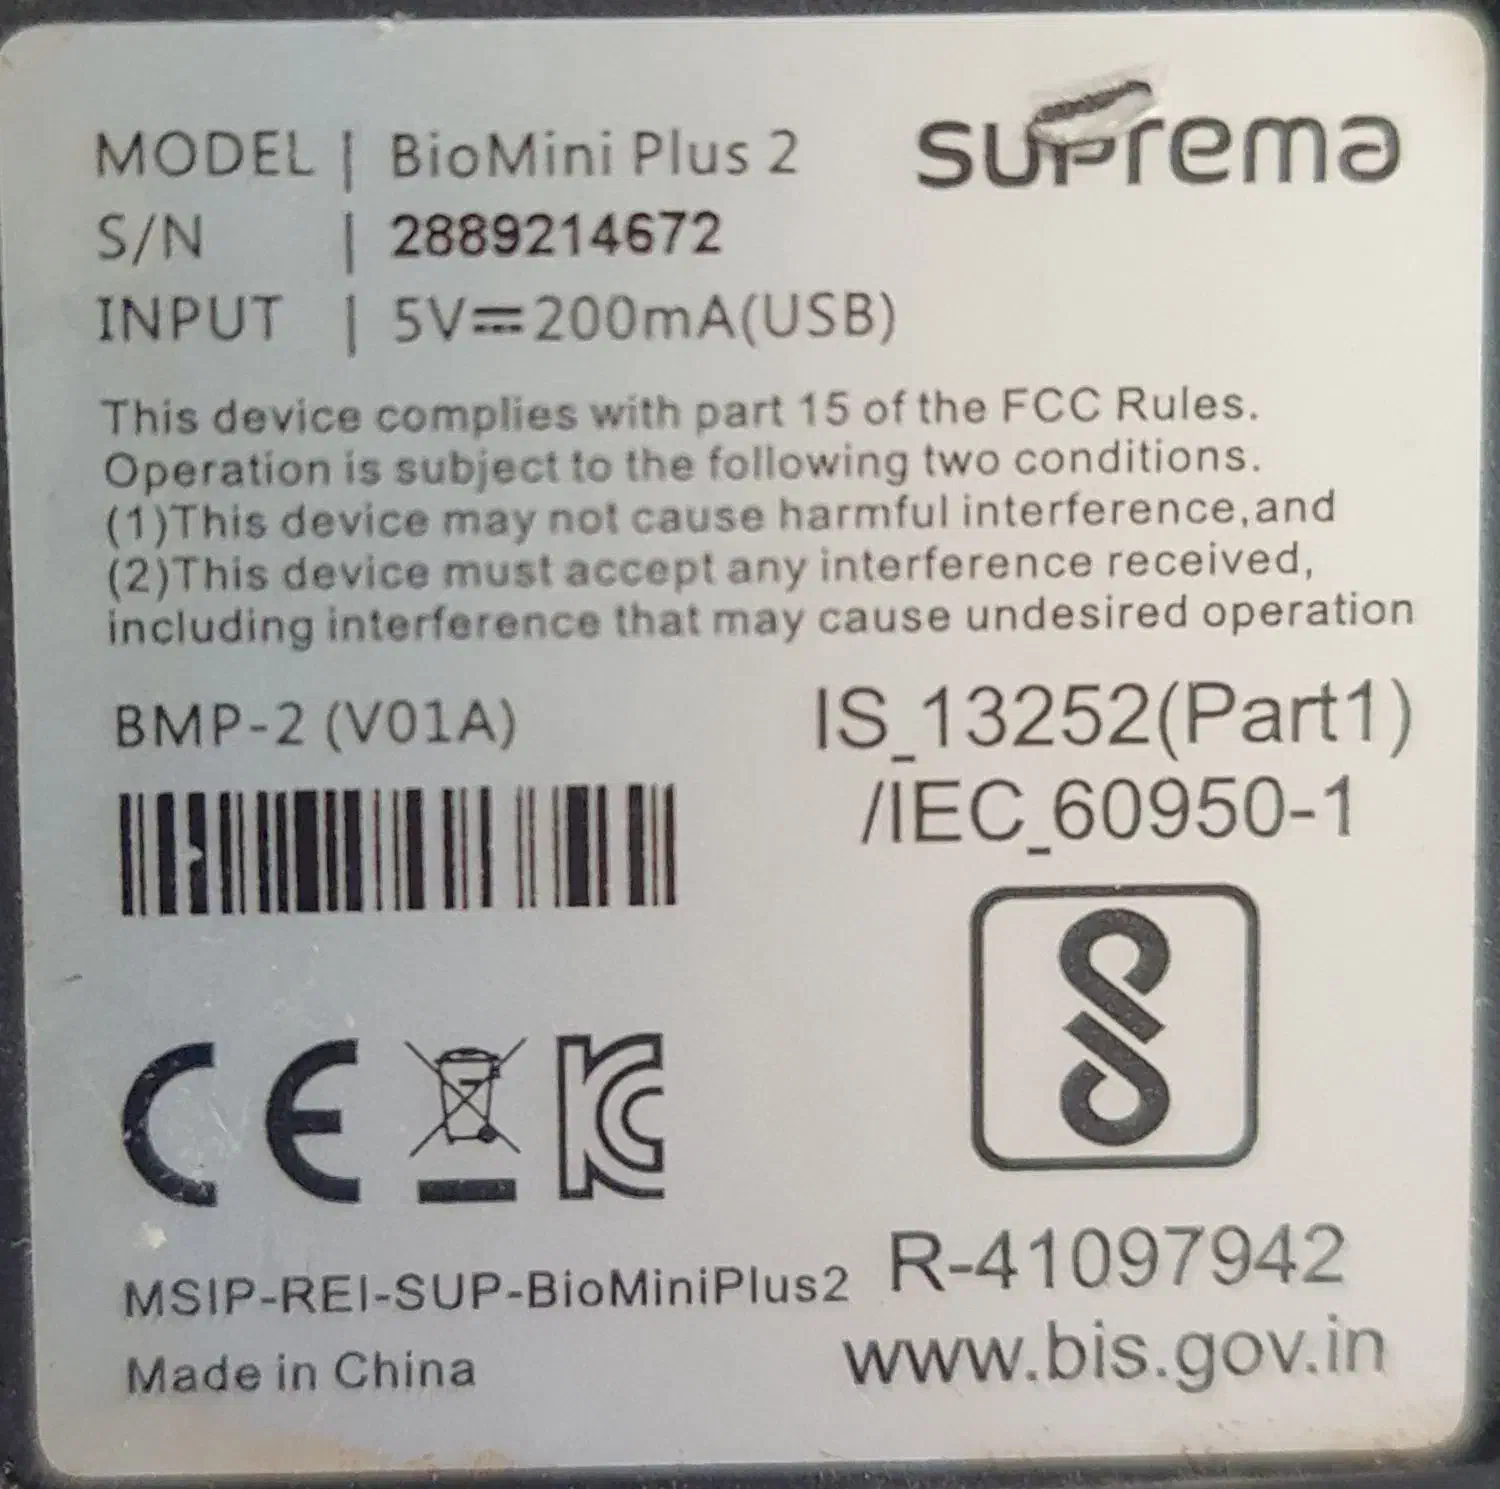 suprema
MODEL | BioMini Plus 2
S/N | 2889214672
INPUT | 5V⎓200mA(USB)
This device complies with part 15 of the FCC Rules.
Operation is subject to the following two conditions.
(1)This device may not cause harmful interference,and
(2)This device must accept any interference received,
including interference that may cause undesired operation
BMP-2 (V01A)
IS_13252(Part1)
/IEC_60950-1
CE
KC
MSIP-REI-SUP-BioMiniPlus2
Made in China
R-41097942
www.bis.gov.in